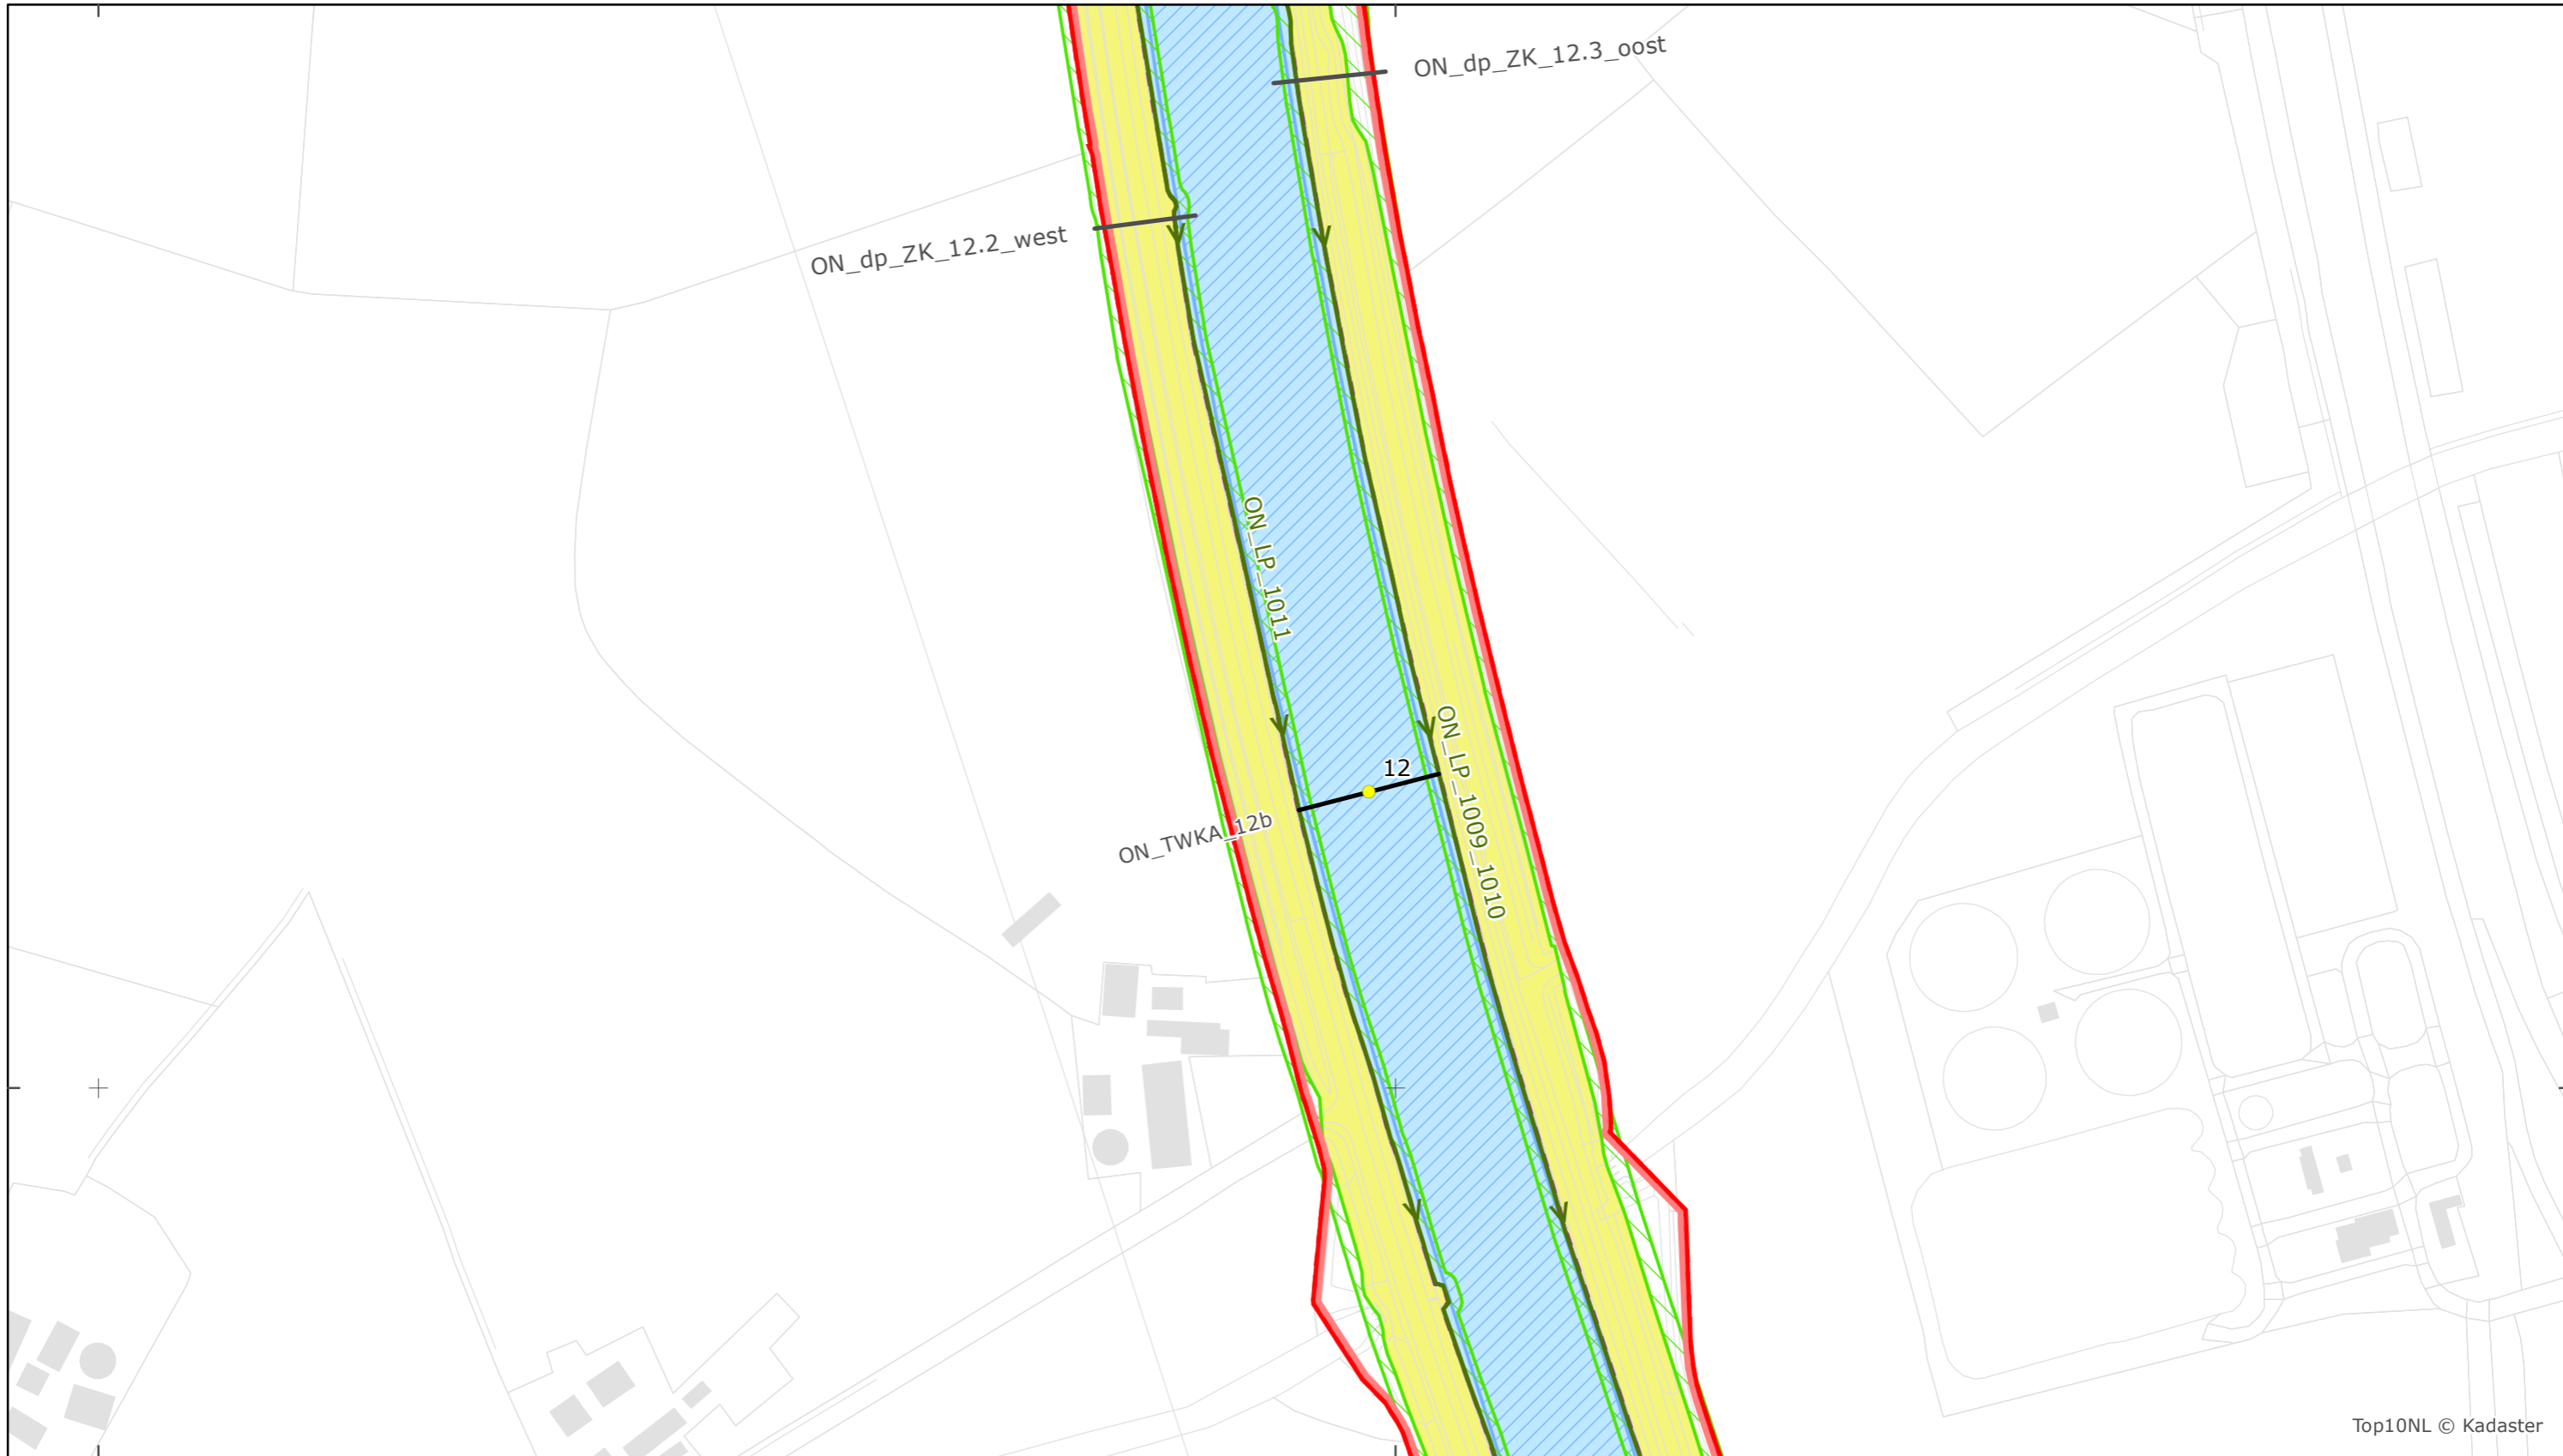 ON_dp_ZK_12.3_oost
ON_dp_ZK_12.2_west
ON_LP_1011
ON_LP_1009_1010
12
ON_TWKA_12b
Top10NL © Kadaster